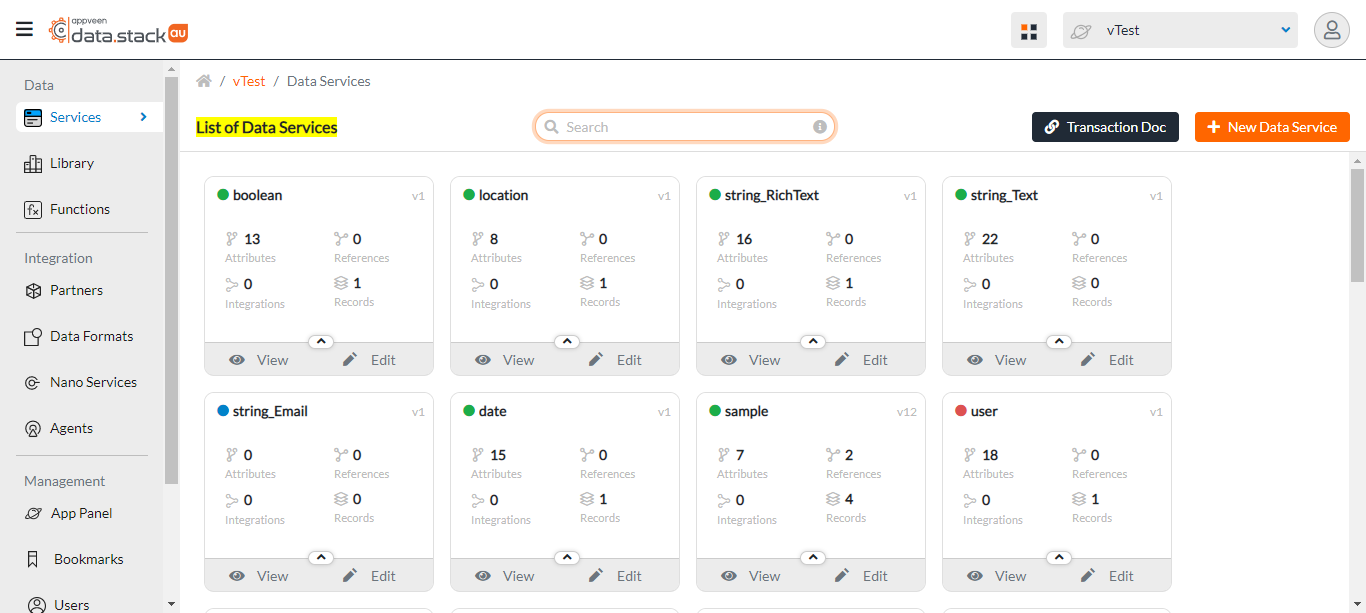 appveen
data.stack au
vTest
Data
Services
Library
fx Functions
Integration
Partners
Data Formats
Nano Services
Agents
Management
App Panel
Bookmarks
Users
/ vTest / Data Services
List of Data Services
Search
Transaction Doc
New Data Service
boolean v1
13 0
Attributes References
0 1
Integrations Records
View Edit
location v1
8 0
Attributes References
0 1
Integrations Records
View Edit
string_RichText v1
16 0
Attributes References
0 1
Integrations Records
View Edit
string_Text v1
22 0
Attributes References
0 0
Integrations Records
View Edit
string_Email v1
0 0
Attributes References
0 0
Integrations Records
View Edit
date v1
15 0
Attributes References
0 1
Integrations Records
View Edit
sample v12
7 2
Attributes References
0 4
Integrations Records
View Edit
user v1
18 0
Attributes References
0 1
Integrations Records
View Edit